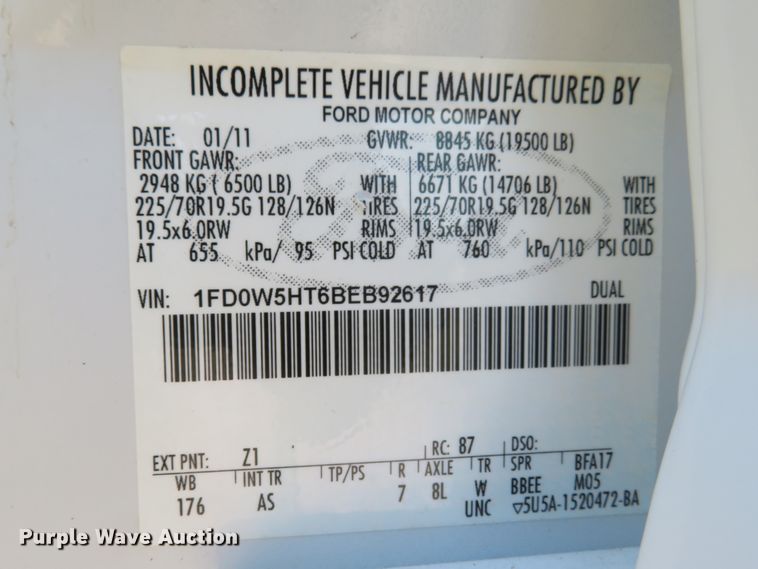 INCOMPLETE VEHICLE MANUFACTURED BY
FORD MOTOR COMPANY
DATE: 01/11 GVWR: 8845 KG (19500 LB)
FRONT GAWR: REAR GAWR:
2948 KG ( 6500 LB) WITH 6671 KG (14706 LB) WITH
225/70R19.5G 128/126N TIRES 225/70R19.5G 128/126N TIRES
19.5x6.0RW RIMS 19.5x6.0RW RIMS
AT 655 kPa/ 95 PSI COLD AT 760 kPa/110 PSI COLD
VIN: 1FD0W5HT6BEB92617 DUAL
EXT PNT: Z1 RC: 87 DSO:
WB INT TR TP/PS R AXLE TR SPR BFA17
176 AS 7 8L W BBEE M05
UNC ▽5U5A-1520472-BA
Purple Wave Auction